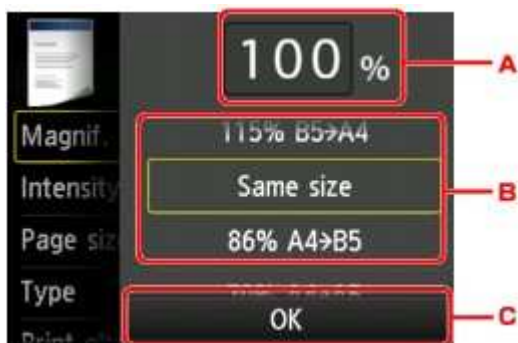 100 %
A
Magnif.
115% B5→A4
Intensity
Same size
B
Page siz
86% A4→B5
Type
OK
C